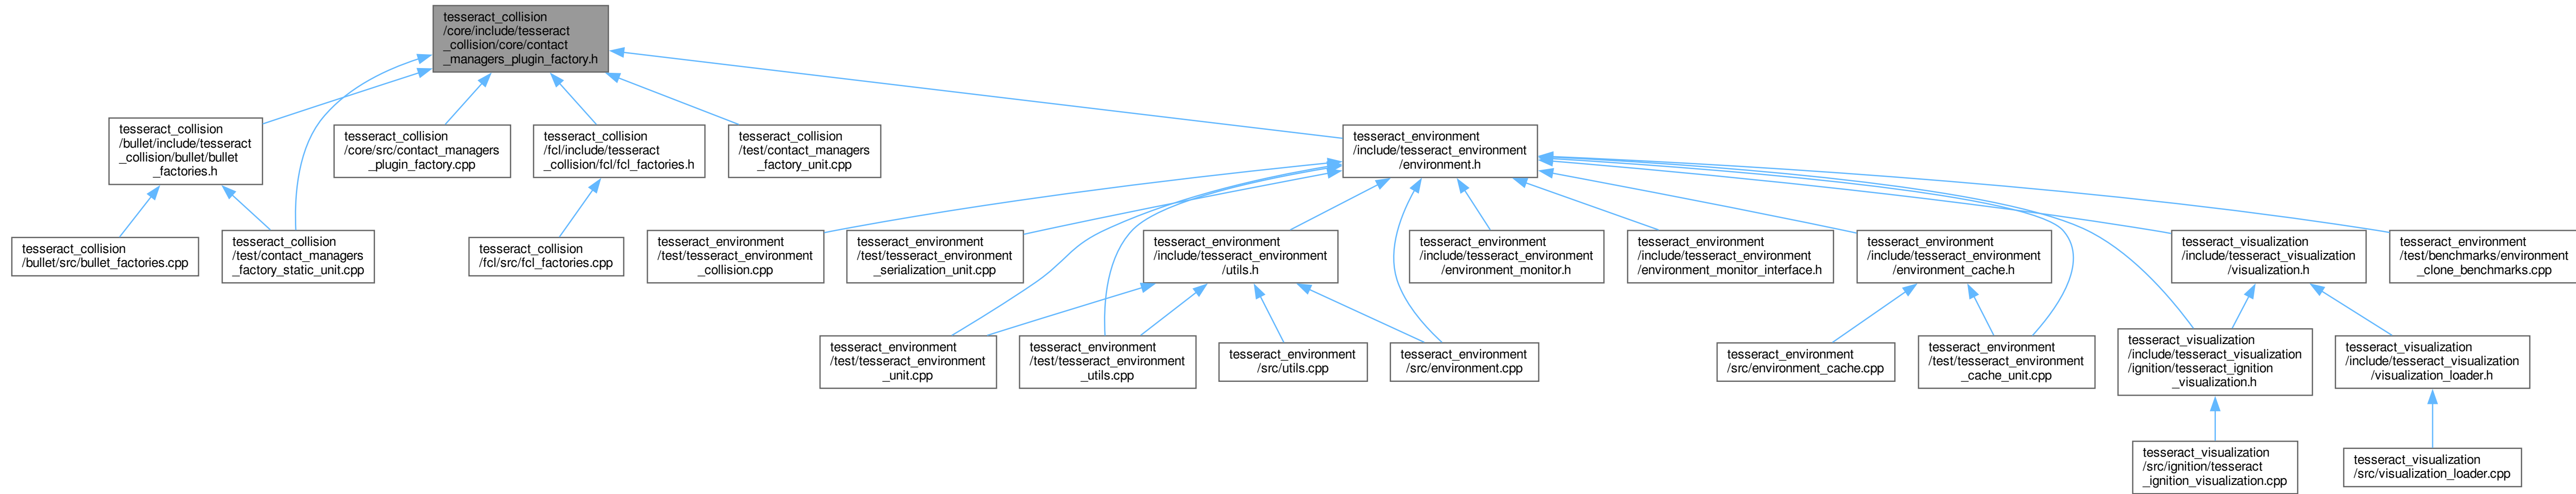 tesseract_collision
/core/include/tesseract
_collision/core/contact
_managers_plugin_factory.h
tesseract_collision
/bullet/include/tesseract
_collision/bullet/bullet
_factories.h
tesseract_collision
/core/src/contact_managers
_plugin_factory.cpp
tesseract_collision
/fcl/include/tesseract
_collision/fcl/fcl_factories.h
tesseract_collision
/test/contact_managers
_factory_unit.cpp
tesseract_environment
/include/tesseract_environment
/environment.h
tesseract_collision
/bullet/src/bullet_factories.cpp
tesseract_collision
/test/contact_managers
_factory_static_unit.cpp
tesseract_collision
/fcl/src/fcl_factories.cpp
tesseract_environment
/test/tesseract_environment
_collision.cpp
tesseract_environment
/test/tesseract_environment
_serialization_unit.cpp
tesseract_environment
/include/tesseract_environment
/utils.h
tesseract_environment
/include/tesseract_environment
/environment_monitor.h
tesseract_environment
/include/tesseract_environment
/environment_monitor_interface.h
tesseract_environment
/include/tesseract_environment
/environment_cache.h
tesseract_visualization
/include/tesseract_visualization
/visualization.h
tesseract_environment
/test/benchmarks/environment
_clone_benchmarks.cpp
tesseract_environment
/test/tesseract_environment
_unit.cpp
tesseract_environment
/test/tesseract_environment
_utils.cpp
tesseract_environment
/src/utils.cpp
tesseract_environment
/src/environment.cpp
tesseract_environment
/src/environment_cache.cpp
tesseract_environment
/test/tesseract_environment
_cache_unit.cpp
tesseract_visualization
/include/tesseract_visualization
/ignition/tesseract_ignition
_visualization.h
tesseract_visualization
/include/tesseract_visualization
/visualization_loader.h
tesseract_visualization
/src/ignition/tesseract
_ignition_visualization.cpp
tesseract_visualization
/src/visualization_loader.cpp